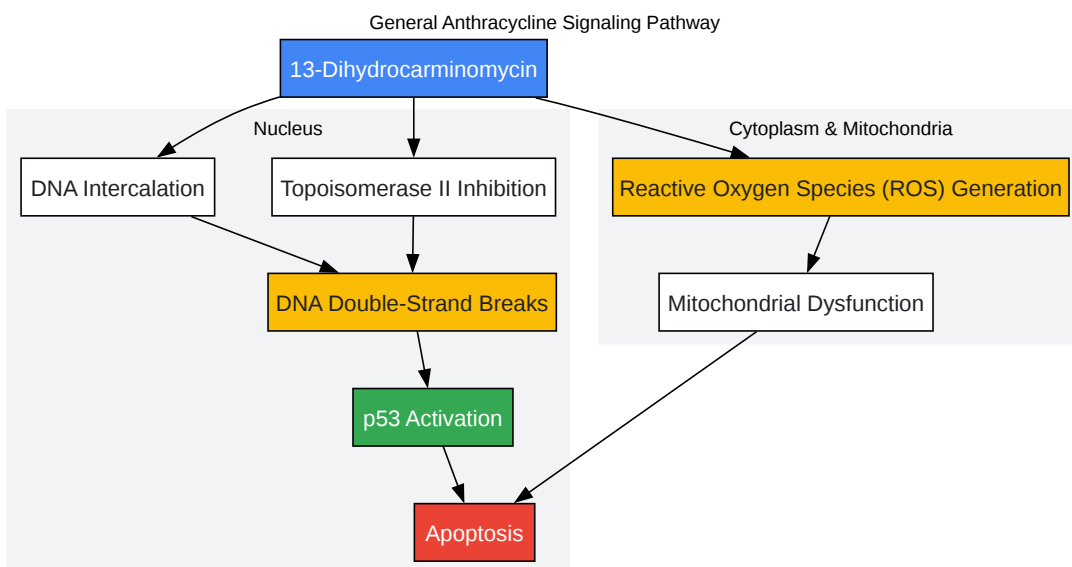 General Anthracycline Signaling Pathway
13-Dihydrocarminomycin
Nucleus
Cytoplasm & Mitochondria
DNA Intercalation
Topoisomerase II Inhibition
Reactive Oxygen Species (ROS) Generation
DNA Double-Strand Breaks
Mitochondrial Dysfunction
p53 Activation
Apoptosis